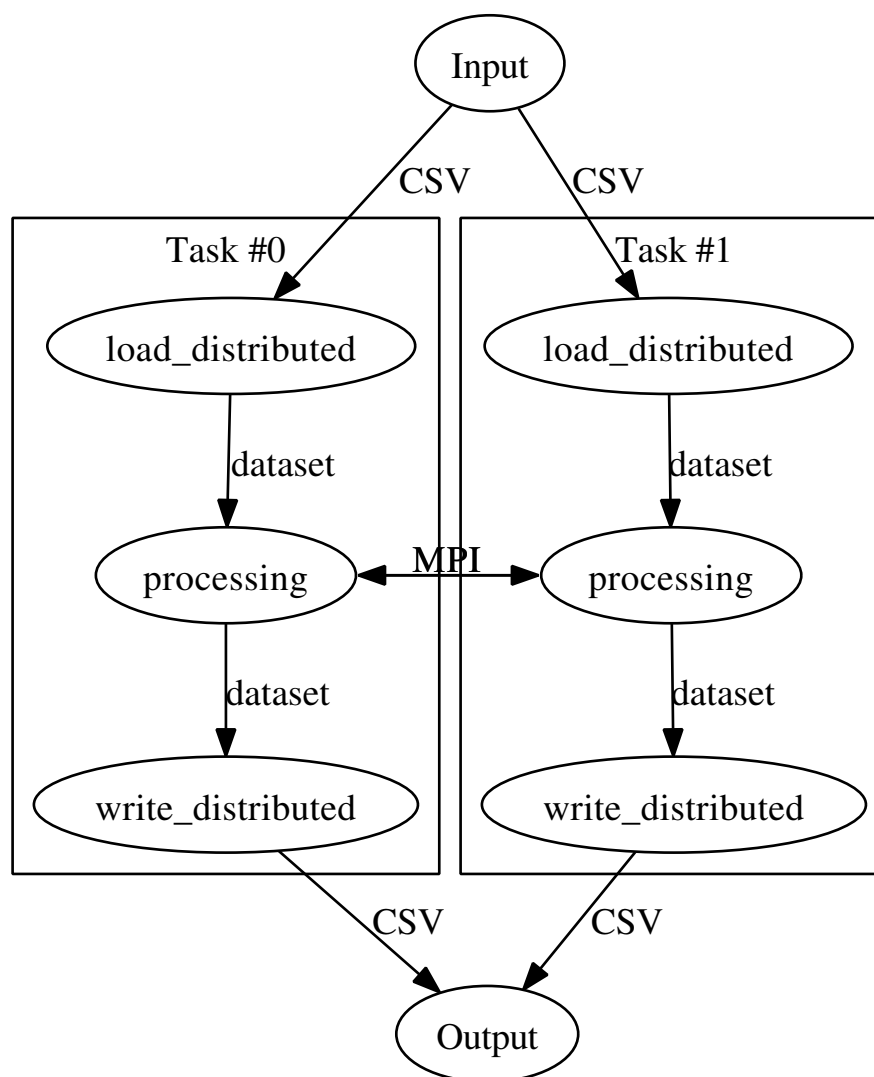 Input
CSV
CSV
Task #0
Task #1
load_distributed
load_distributed
dataset
dataset
processing
MPI
processing
dataset
dataset
write_distributed
write_distributed
CSV
CSV
Output